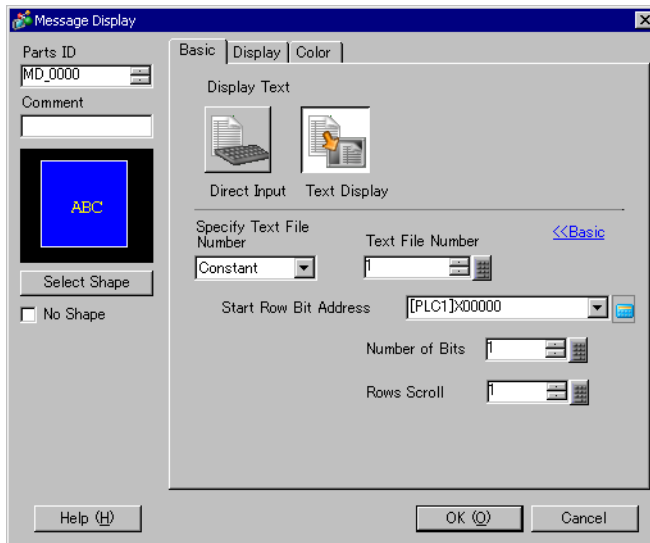 Message Display
Parts ID
MD_0000
Comment
ABC
Select Shape
No Shape
Basic
Display
Color
Display Text
Direct Input
Text Display
Specify Text File
Number
Text File Number
<<Basic
Constant
1
Start Row Bit Address
[PLC1]X00000
Number of Bits
1
Rows Scroll
1
Help (H)
OK (O)
Cancel